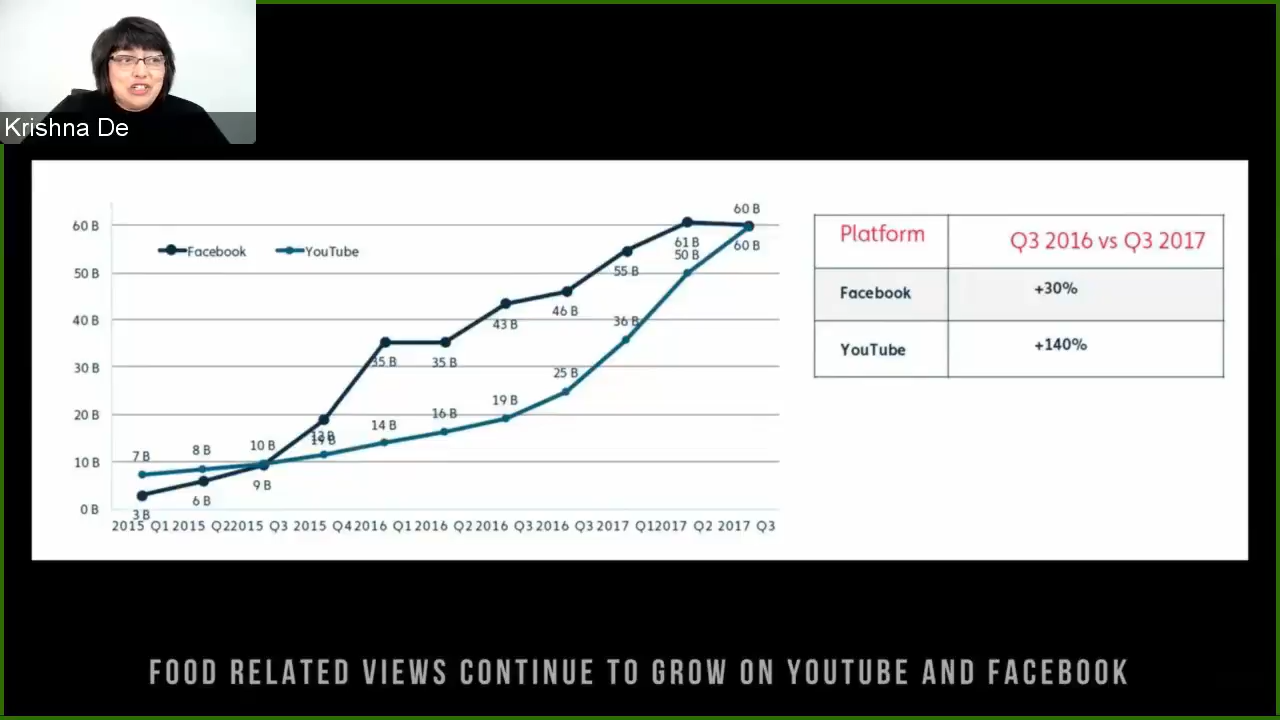 Krishna De
60 B
50 B
40 B
30 B
20 B
10 B
0 B
Facebook
YouTube
7 B
8 B
10 B
14 B
16 B
19 B
25 B
36 B
50 B
60 B
3 B
6 B
9 B
19 B
35 B
35 B
43 B
46 B
55 B
61 B
60 B
2015 Q1 2015 Q2 2015 Q3 2015 Q4 2016 Q1 2016 Q2 2016 Q3 2016 Q3 2017 Q1 2017 Q2 2017 Q3
Platform Q3 2016 vs Q3 2017
Facebook +30%
YouTube +140%
FOOD RELATED VIEWS CONTINUE TO GROW ON YOUTUBE AND FACEBOOK